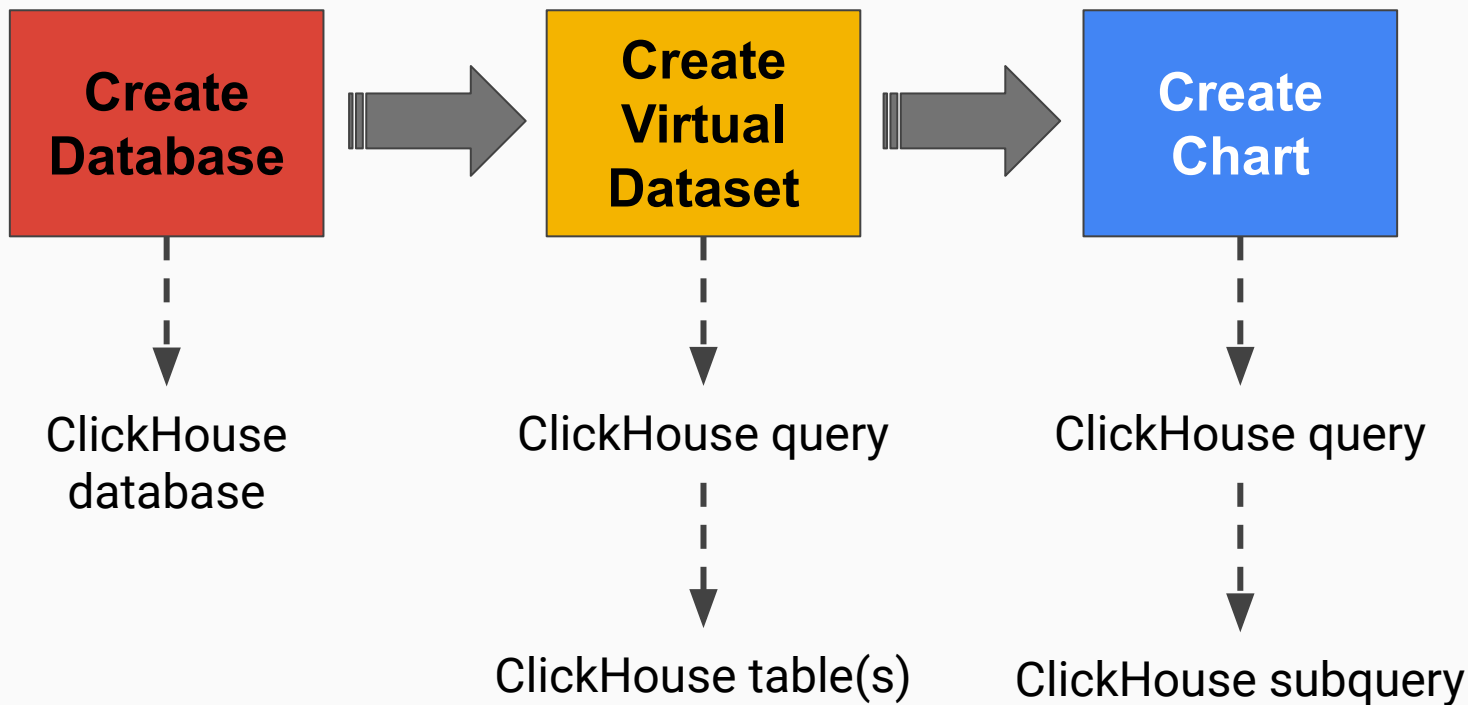 Create
Database
Create
Virtual
Dataset
Create
Chart
ClickHouse
database
ClickHouse query
ClickHouse query
ClickHouse table(s)
ClickHouse subquery